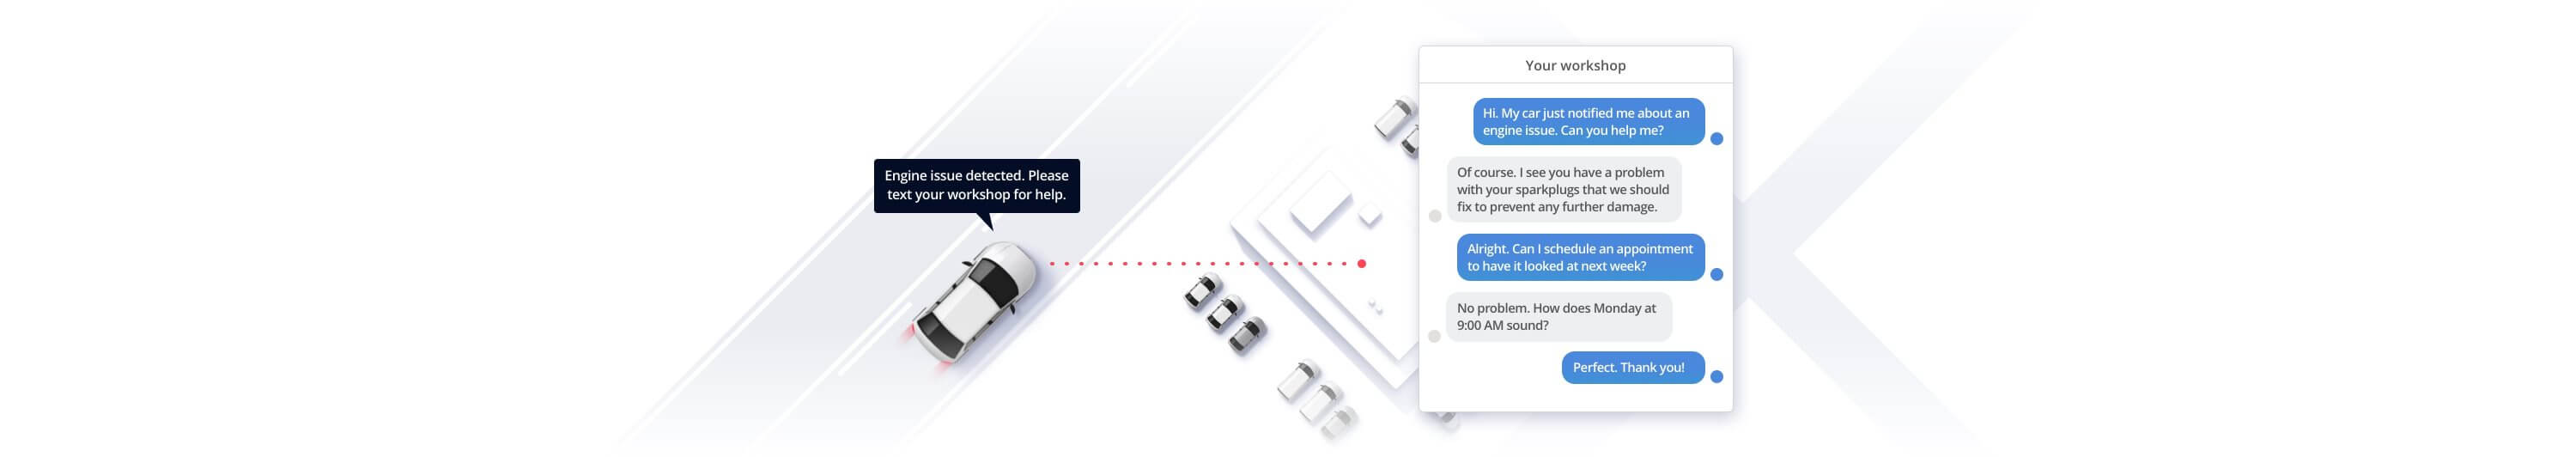 Engine issue detected. Please
text your workshop for help.
Your workshop
Hi. My car just notified me about an
engine issue. Can you help me?
Of course. I see you have a problem
with your sparkplugs that we should
fix to prevent any further damage.
Alright. Can I schedule an appointment
to have it looked at next week?
No problem. How does Monday at
9:00 AM sound?
Perfect. Thank you!